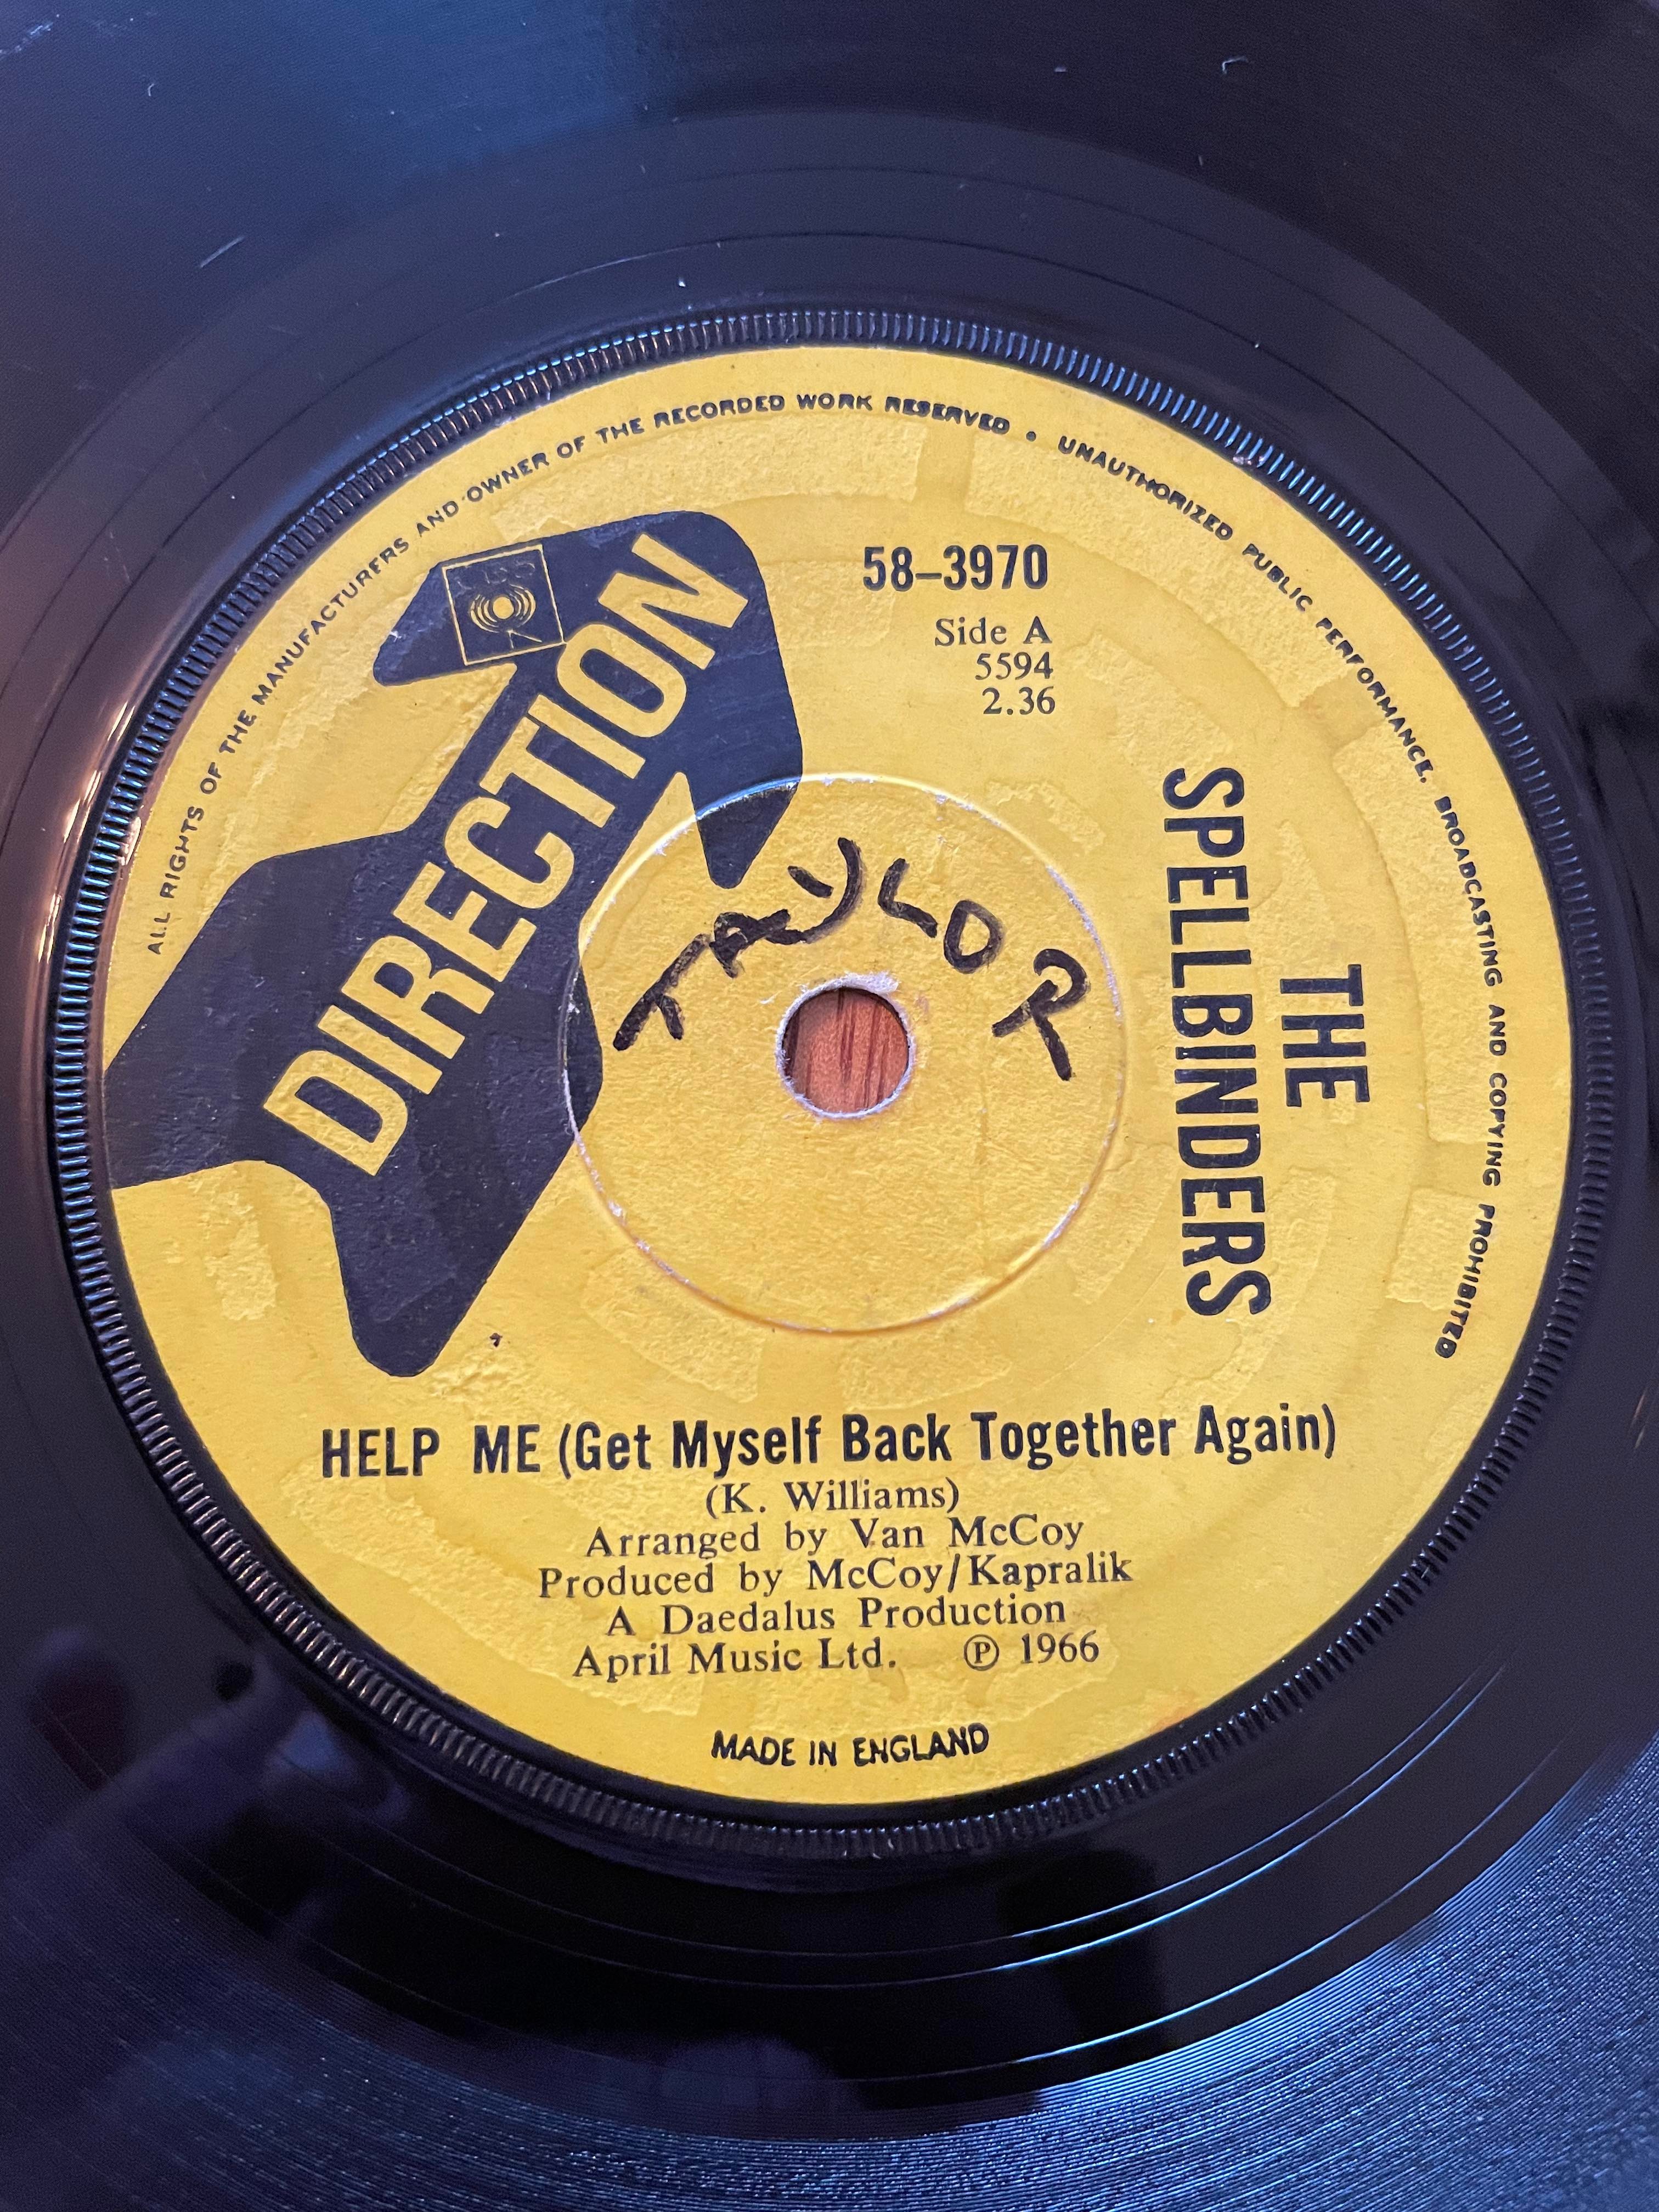 ALL RIGHTS OF THE MANUFACTURERS AND OWNER OF THE RECORDED WORK RESERVED • UNAUTHORIZED PUBLIC PERFORMANCE, BROADCASTING AND COPYING PROHIBITED
CBS
DIRECTION
58-3970
Side A
5594
2.36
TAYLOR
THE
SPELLBINDERS
HELP ME (Get Myself Back Together Again)
(K. Williams)
Arranged by Van McCoy
Produced by McCoy/Kapralik
A Daedalus Production
April Music Ltd. ℗ 1966
MADE IN ENGLAND